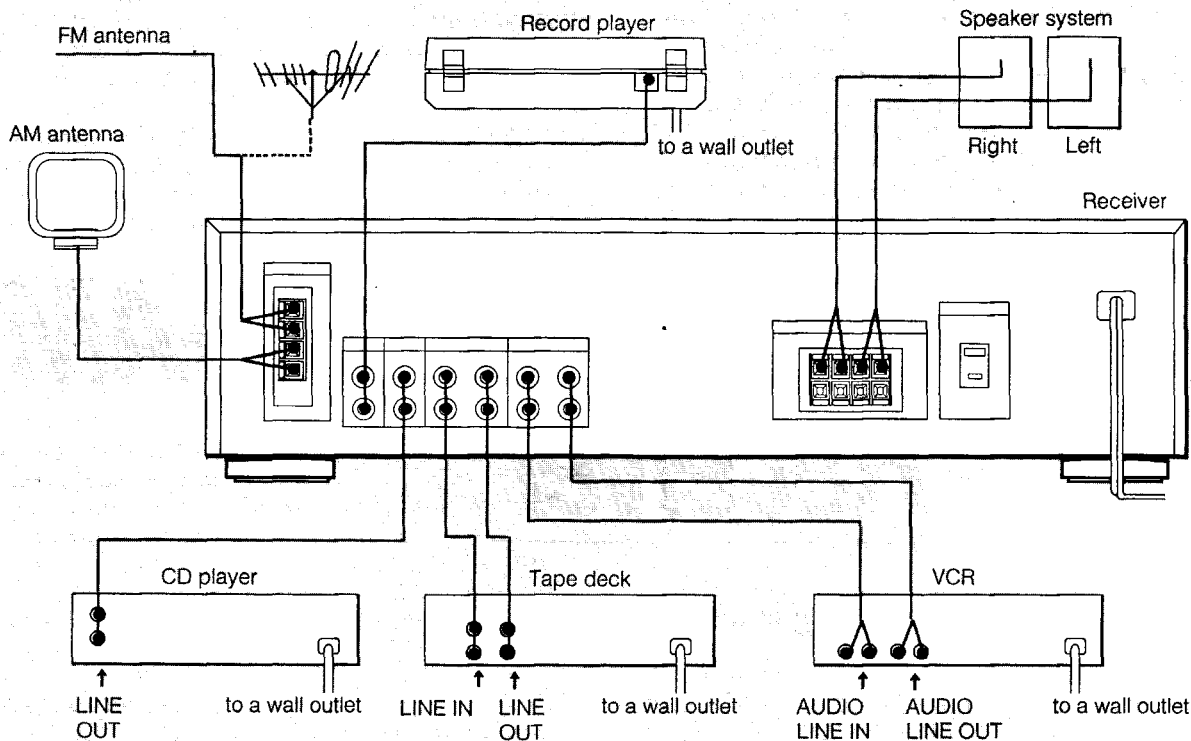 Record player
Speaker system
FM antenna
AM antenna
to a wall outlet
Right
Left
Receiver
CD player
Tape deck
VCR
LINE
OUT
to a wall outlet
LINE IN
LINE
OUT
to a wall outlet
AUDIO
LINE IN
AUDIO
LINE OUT
to a wall outlet